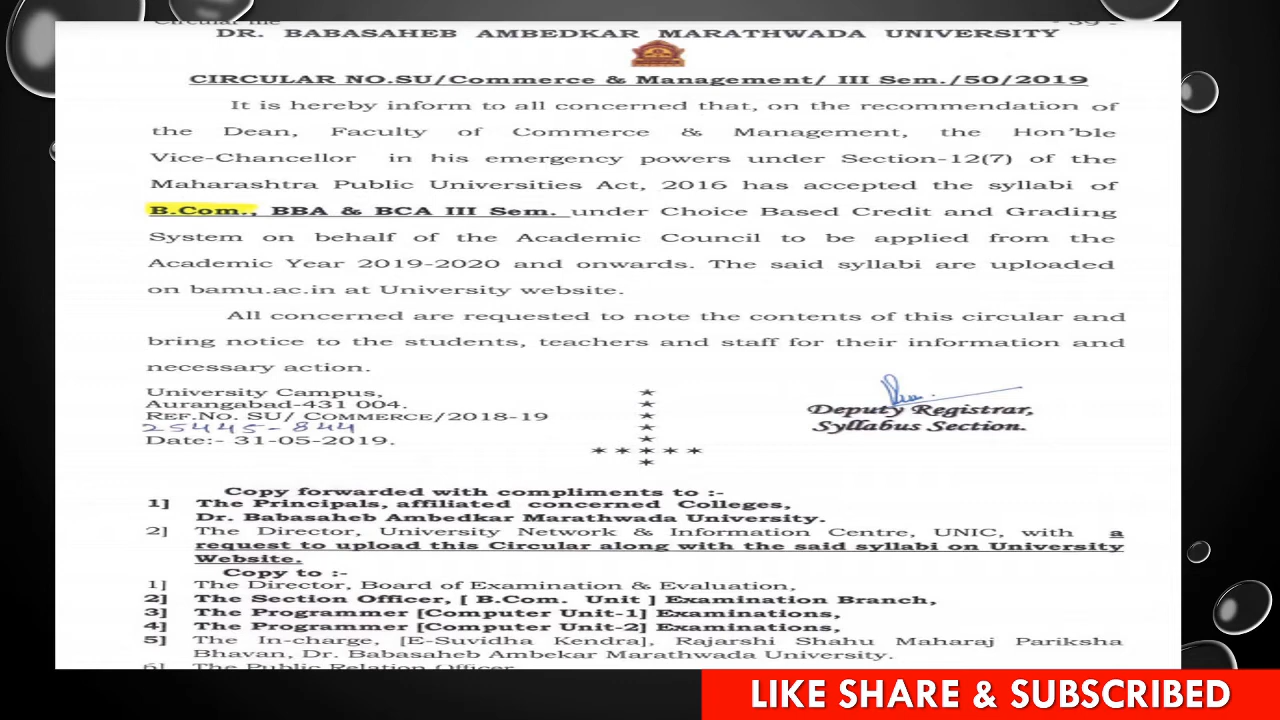 Circular file - 39 -
DR. BABASAHEB AMBEDKAR MARATHWADA UNIVERSITY
CIRCULAR NO.SU/Commerce & Management/ III Sem./50/2019
It is hereby inform to all concerned that, on the recommendation of
the Dean, Faculty of Commerce & Management, the Hon'ble
Vice-Chancellor in his emergency powers under Section-12(7) of the
Maharashtra Public Universities Act, 2016 has accepted the syllabi of
B.Com., BBA & BCA III Sem. under Choice Based Credit and Grading
System on behalf of the Academic Council to be applied from the
Academic Year 2019-2020 and onwards. The said syllabi are uploaded
on bamu.ac.in at University website.
All concerned are requested to note the contents of this circular and
bring notice to the students, teachers and staff for their information and
necessary action.
University Campus, *
Aurangabad-431 004. *
REF.NO. SU/ COMMERCE/2018-19 *
25445-844 *
Date:- 31-05-2019. *
*****
*
Deputy Registrar,
Syllabus Section.
Copy forwarded with compliments to :-
1] The Principals, affiliated concerned Colleges,
Dr. Babasaheb Ambedkar Marathwada University.
2] The Director, University Network & Information Centre, UNIC, with a
request to upload this Circular along with the said syllabi on University
Website.
Copy to :-
1] The Director, Board of Examination & Evaluation,
2] The Section Officer, [ B.Com. Unit ] Examination Branch,
3] The Programmer [Computer Unit-1] Examinations,
4] The Programmer [Computer Unit-2] Examinations,
5] The In-charge, [E-Suvidha Kendra], Rajarshi Shahu Maharaj Pariksha
Bhavan, Dr. Babasaheb Ambekar Marathwada University.
6] The Public Relation Officer
LIKE SHARE & SUBSCRIBED